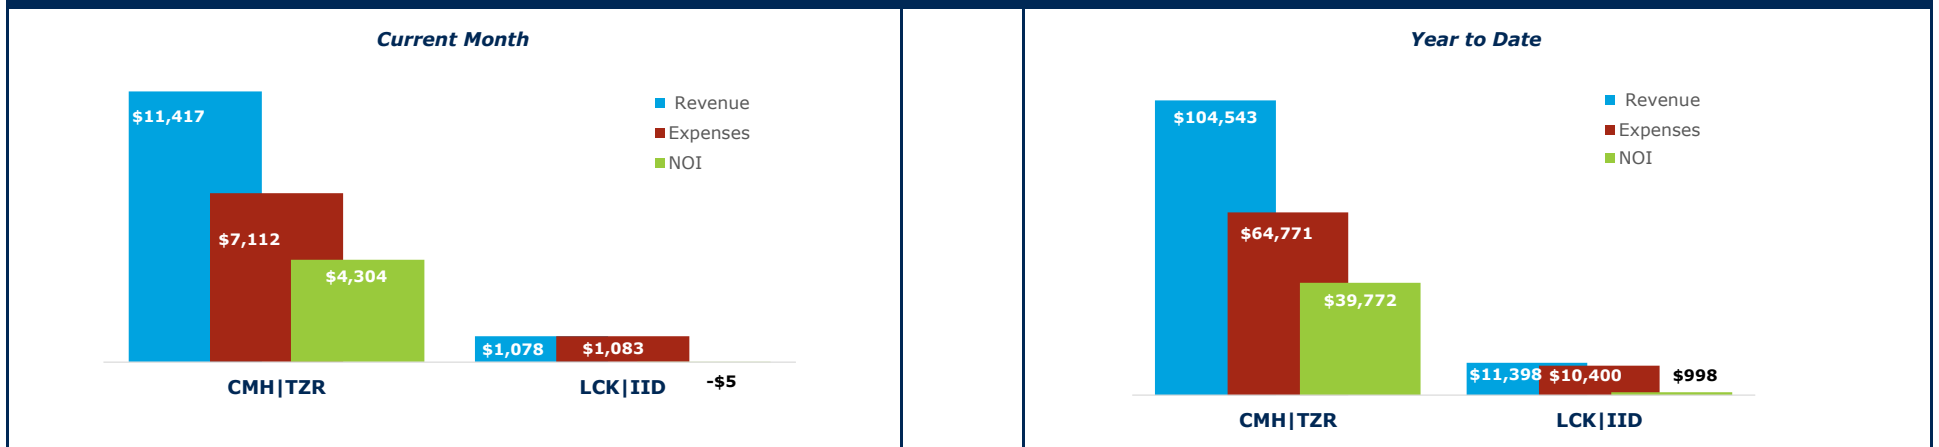 Current Month
Revenue
Expenses
NOI
$11,417
$7,112
$4,304
$1,078
$1,083
-$5
CMH|TZR
LCK|IID
Year to Date
Revenue
Expenses
NOI
$104,543
$64,771
$39,772
$11,398
$10,400
$998
CMH|TZR
LCK|IID